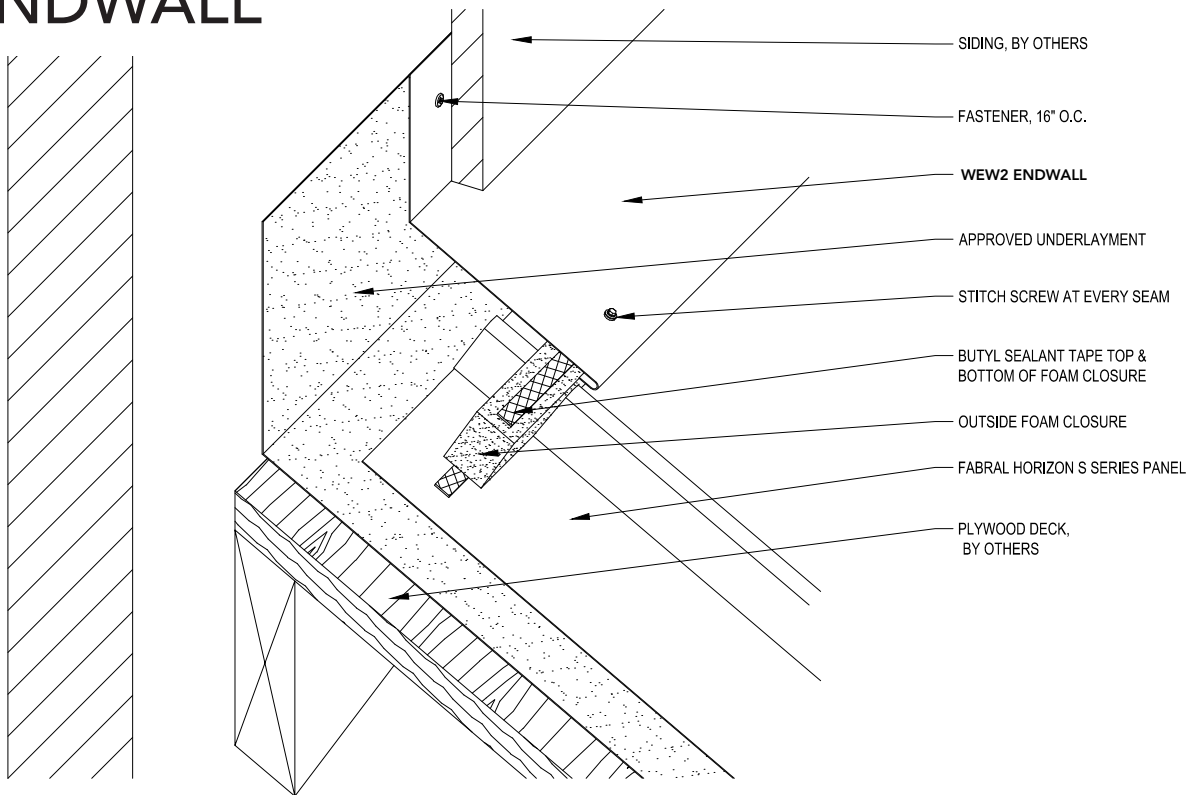 NDWALL
SIDING, BY OTHERS
FASTENER, 16" O.C.
WEW2 ENDWALL
APPROVED UNDERLAYMENT
STITCH SCREW AT EVERY SEAM
BUTYL SEALANT TAPE TOP &
BOTTOM OF FOAM CLOSURE
OUTSIDE FOAM CLOSURE
FABRAL HORIZON S SERIES PANEL
PLYWOOD DECK,
BY OTHERS